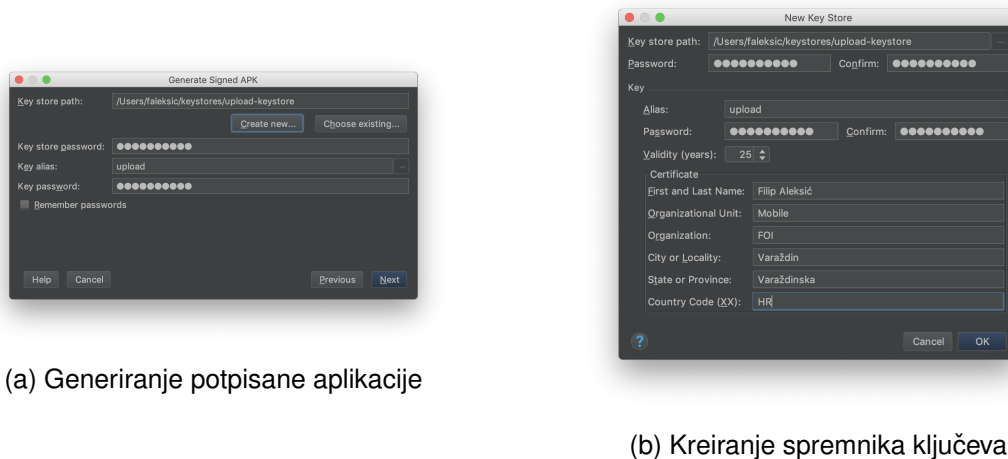 Generate Signed APK
Key store path: /Users/faleksic/keystores/upload-keystore
Create new... Choose existing...
Key store password: ●●●●●●●●●●
Key alias: upload ...
Key password: ●●●●●●●●●●
Remember passwords
Help Cancel Previous Next
(a) Generiranje potpisane aplikacije
New Key Store
Key store path: /Users/faleksic/keystores/upload-keystore ...
Password: ●●●●●●●●●● Confirm: ●●●●●●●●●●
Key
Alias: upload
Password: ●●●●●●●●●● Confirm: ●●●●●●●●●●
Validity (years): 25
Certificate
First and Last Name: Filip Aleksić
Organizational Unit: Mobile
Organization: FOI
City or Locality: Varaždin
State or Province: Varaždinska
Country Code (XX): HR
? Cancel OK
(b) Kreiranje spremnika ključeva